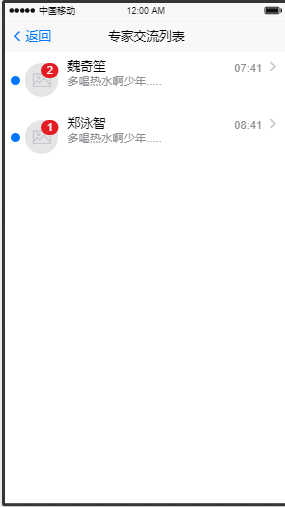 中国移动 12:00 AM
返回 专家交流列表
2 魏奇笙 07:41
多喝热水啊少年.....
1 郑泳智 08:41
多喝热水啊少年.....